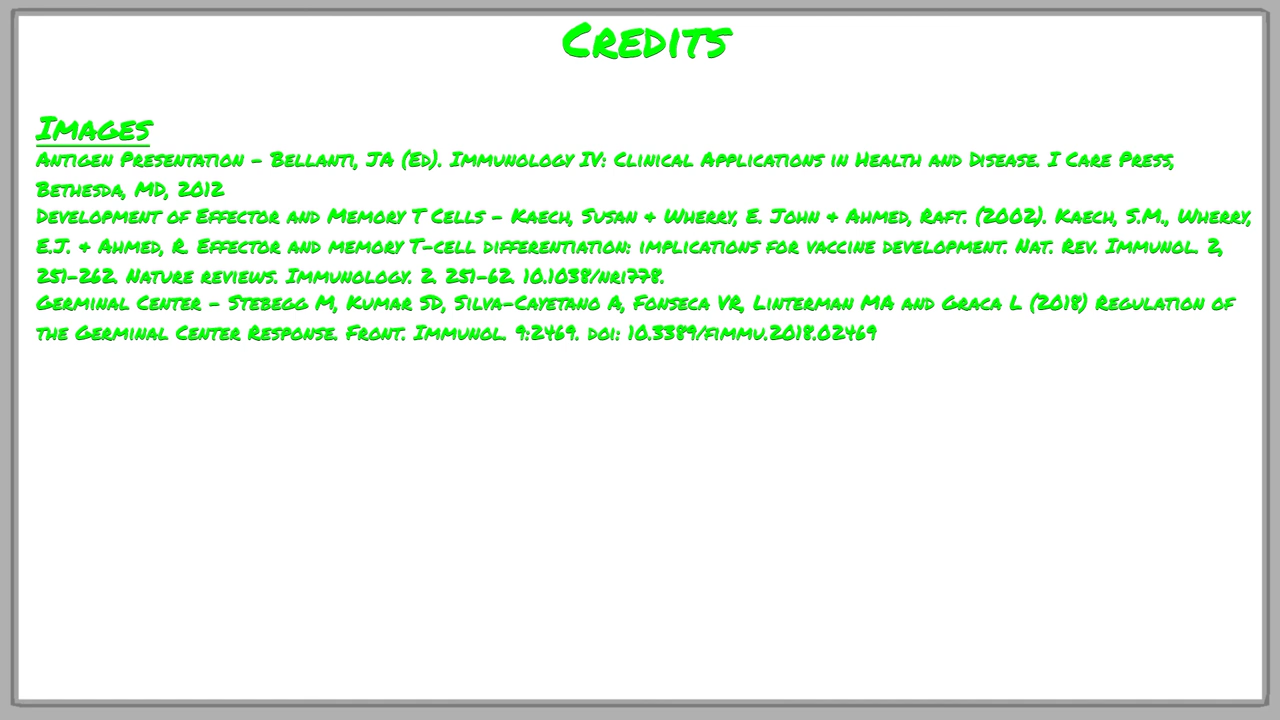 Credits
Images
Antigen Presentation – Bellanti, JA (Ed). Immunology IV: Clinical Applications in Health and Disease. I Care Press,
Bethesda, MD, 2012
Development of Effector and Memory T Cells – Kaech, Susan & Wherry, E. John & Ahmed, Raft. (2002). Kaech, S.M., Wherry,
E.J. & Ahmed, R. Effector and memory T-cell differentiation: implications for vaccine development. Nat. Rev. Immunol. 2,
251-262. Nature reviews. Immunology. 2. 251-62. 10.1038/nri778.
Germinal Center – Stebegg M, Kumar SD, Silva-Cayetano A, Fonseca VR, Linterman MA and Graca L (2018) Regulation of
the Germinal Center Response. Front. Immunol. 9:2469. doi: 10.3389/fimmu.2018.02469